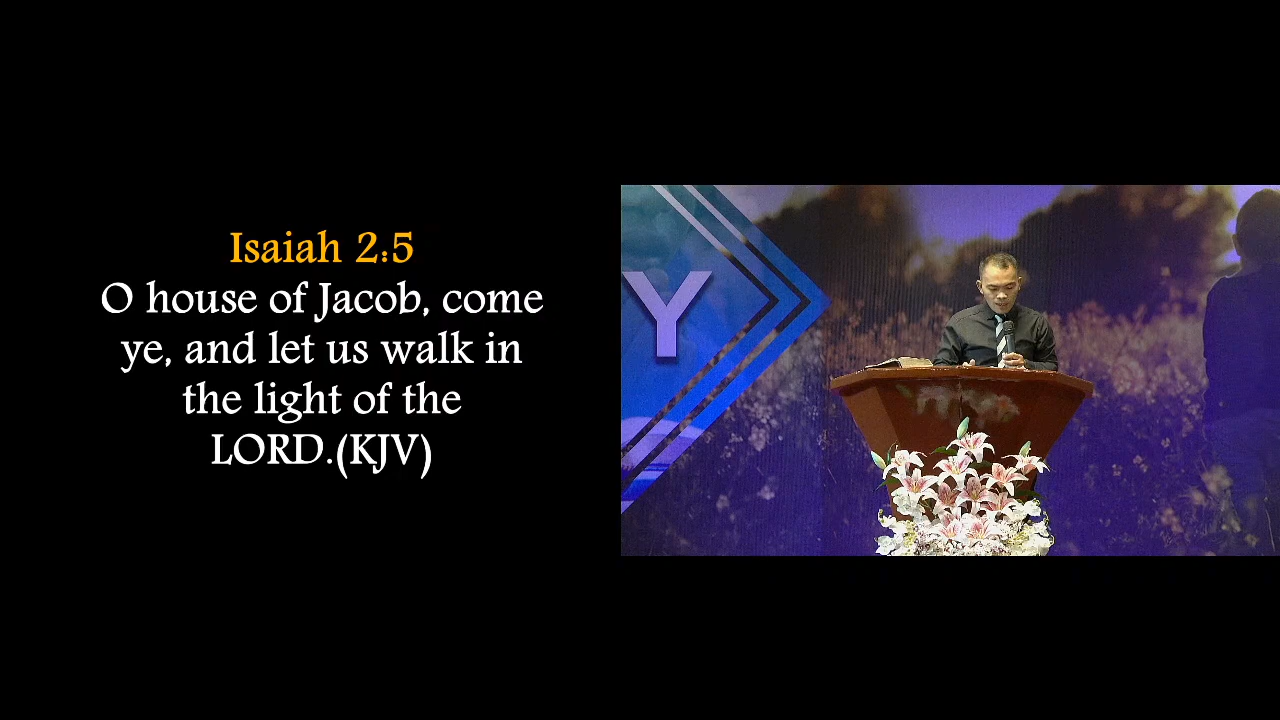 Isaiah 2:5
O house of Jacob, come
ye, and let us walk in
the light of the
LORD.(KJV)
Y